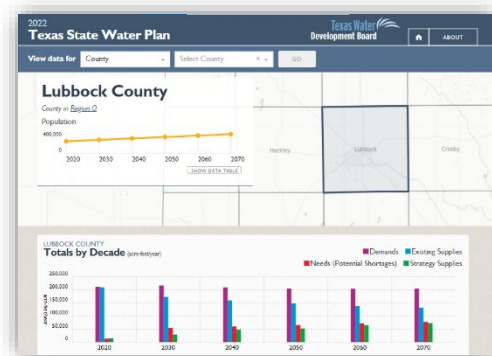 2022
Texas State Water Plan
Texas Water
Development Board
ABOUT
View data for
County
Select County
×
GO
Lubbock County
County in Region O
Population
400,000
0
2020 2030 2040 2050 2060 2070
SHOW DATA TABLE
Hockley
Lubbock
Crosby
LUBBOCK COUNTY
Totals by Decade (acre-feet/year)
Demands
Existing Supplies
Needs (Potential Shortages)
Strategy Supplies
acre-feet/year
250,000
200,000
150,000
100,000
50,000
0
2020 2030 2040 2050 2060 2070